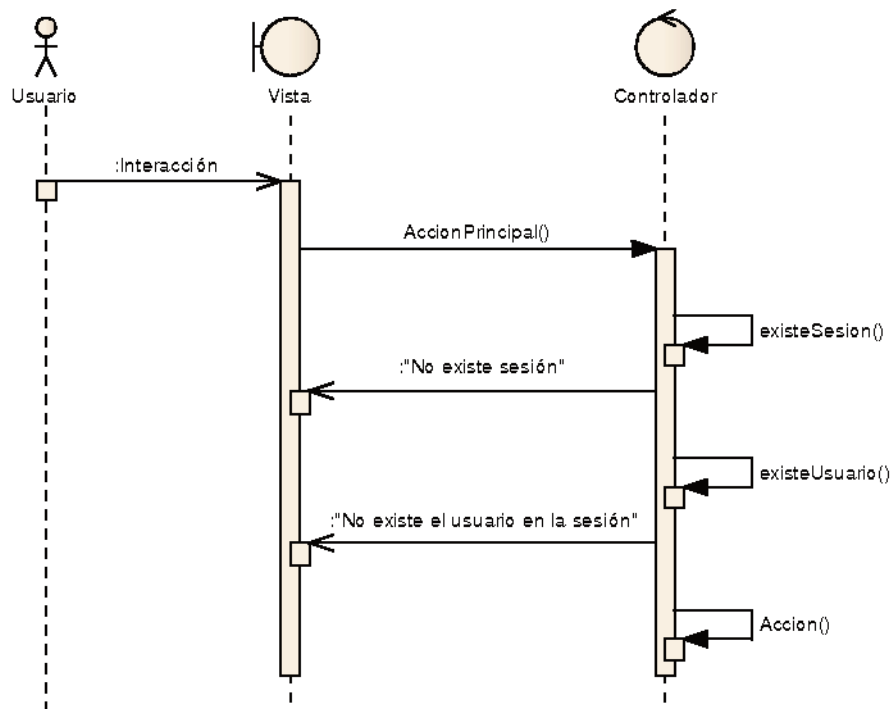 Usuario
Vista
Controlador
:Interacción
AccionPrincipal()
existeSesion()
:"No existe sesión"
existeUsuario()
:"No existe el usuario en la sesión"
Accion()